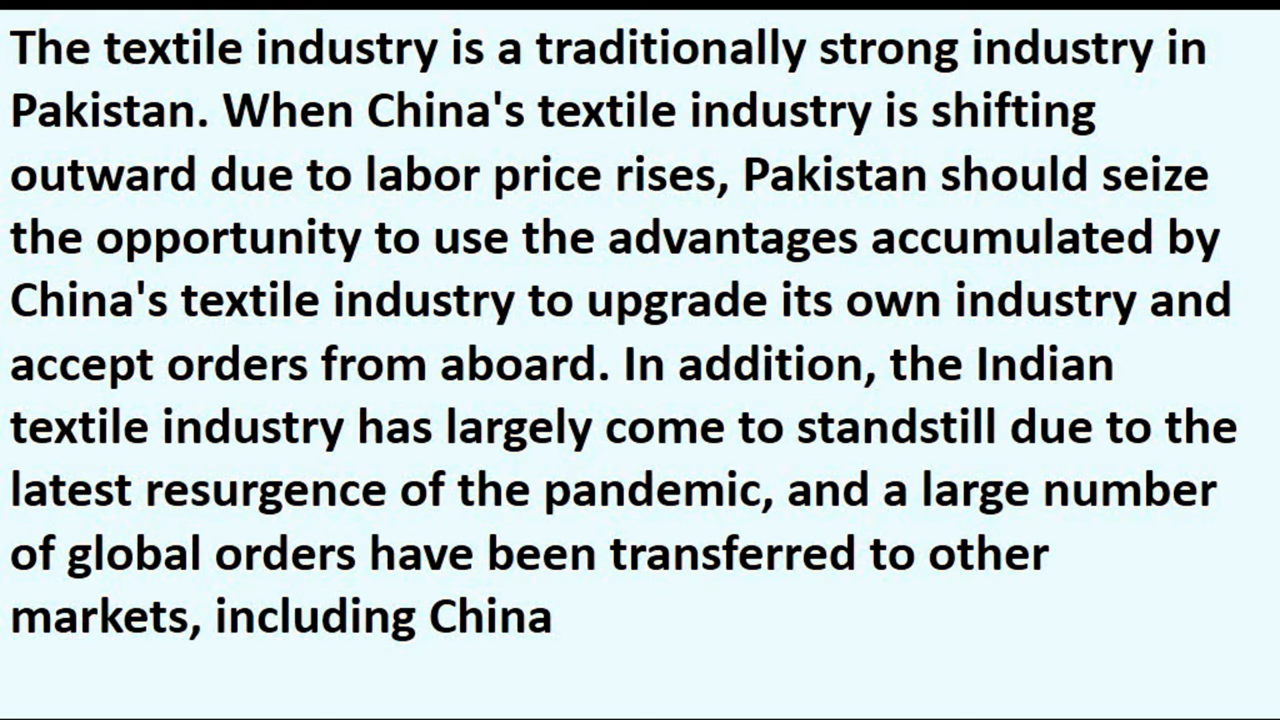 The textile industry is a traditionally strong industry in
Pakistan. When China's textile industry is shifting
outward due to labor price rises, Pakistan should seize
the opportunity to use the advantages accumulated by
China's textile industry to upgrade its own industry and
accept orders from aboard. In addition, the Indian
textile industry has largely come to standstill due to the
latest resurgence of the pandemic, and a large number
of global orders have been transferred to other
markets, including China